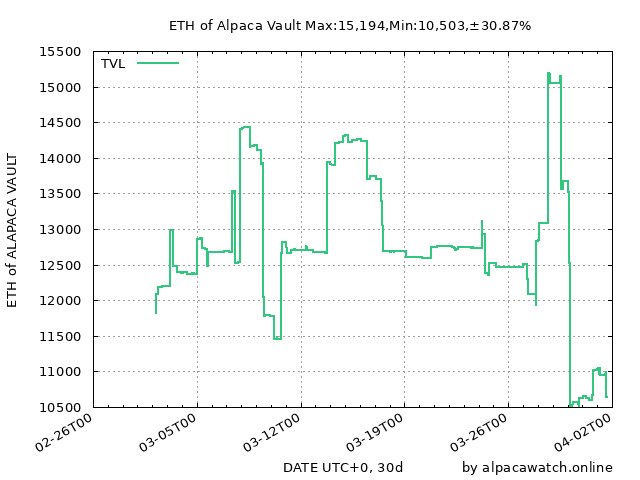 ETH of Alpaca Vault Max:15,194,Min:10,503,±30.87%
15500
TVL
15000
14500
14000
13500
13000
12500
12000
11500
11000
10500
ETH of ALAPACA VAULT
02-26T00
03-05T00
03-12T00
03-19T00
03-26T00
04-02T00
DATE UTC+0, 30d
by alpacawatch.online